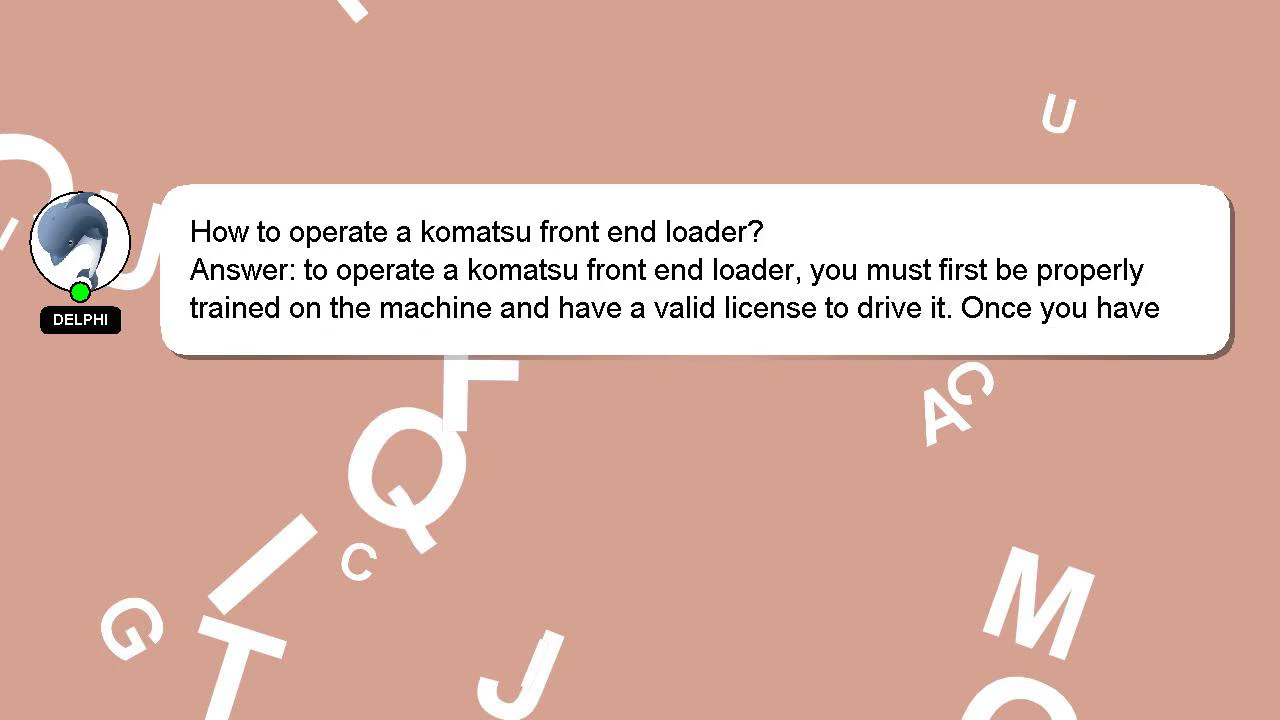 U
How to operate a komatsu front end loader?
Answer: to operate a komatsu front end loader, you must first be properly
trained on the machine and have a valid license to drive it. Once you have
DELPHI
A
C
Q
C
I
G
T
J
M